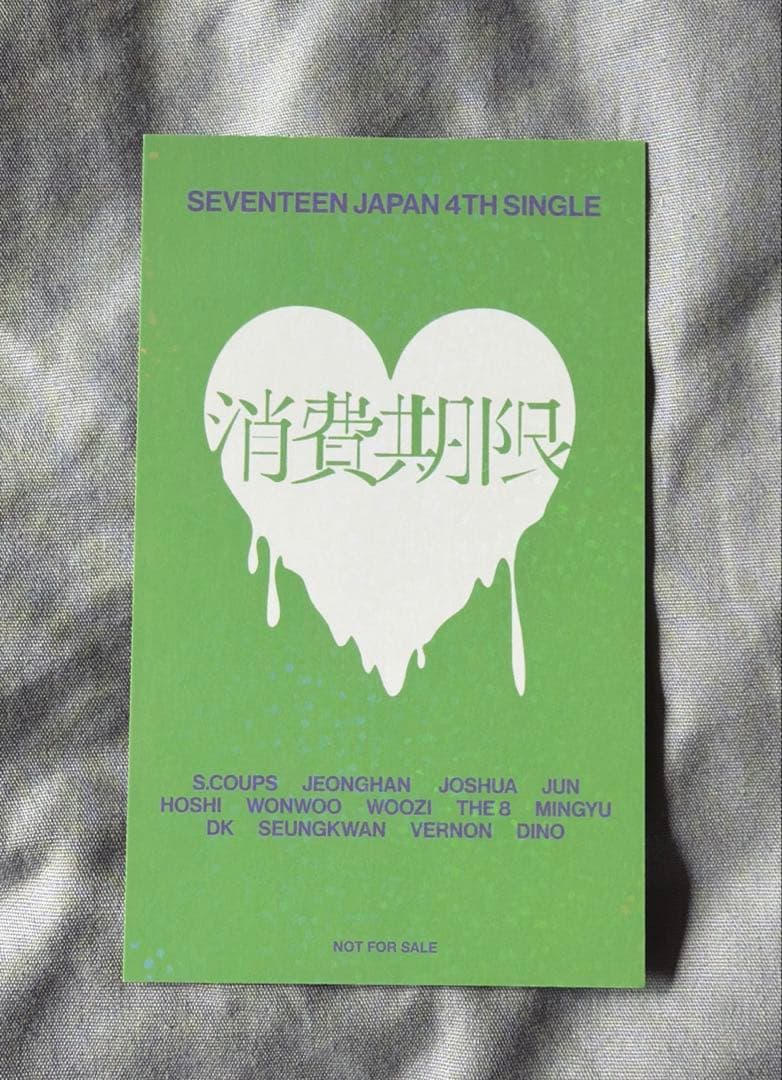 SEVENTEEN JAPAN 4TH SINGLE
消費期限
S.COUPS JEONGHAN JOSHUA JUN
HOSHI WONWOO WOOZI THE 8 MINGYU
DK SEUNGKWAN VERNON DINO
NOT FOR SALE